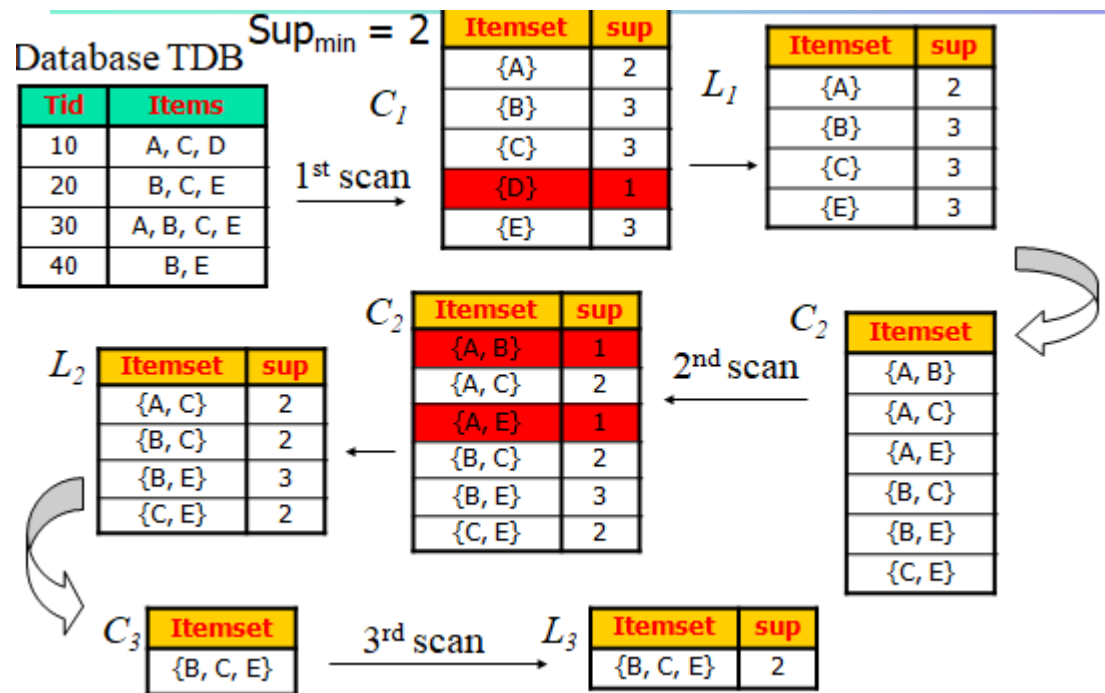 Sup_min = 2
Database TDB
Tid Items
10 A, C, D
20 B, C, E
30 A, B, C, E
40 B, E
1st scan
C1
Itemset sup
{A} 2
{B} 3
{C} 3
{D} 1
{E} 3
L1
Itemset sup
{A} 2
{B} 3
{C} 3
{E} 3
C2
Itemset
{A, B}
{A, C}
{A, E}
{B, C}
{B, E}
{C, E}
2nd scan
C2
Itemset sup
{A, B} 1
{A, C} 2
{A, E} 1
{B, C} 2
{B, E} 3
{C, E} 2
L2
Itemset sup
{A, C} 2
{B, C} 2
{B, E} 3
{C, E} 2
C3
Itemset
{B, C, E}
3rd scan
L3
Itemset sup
{B, C, E} 2